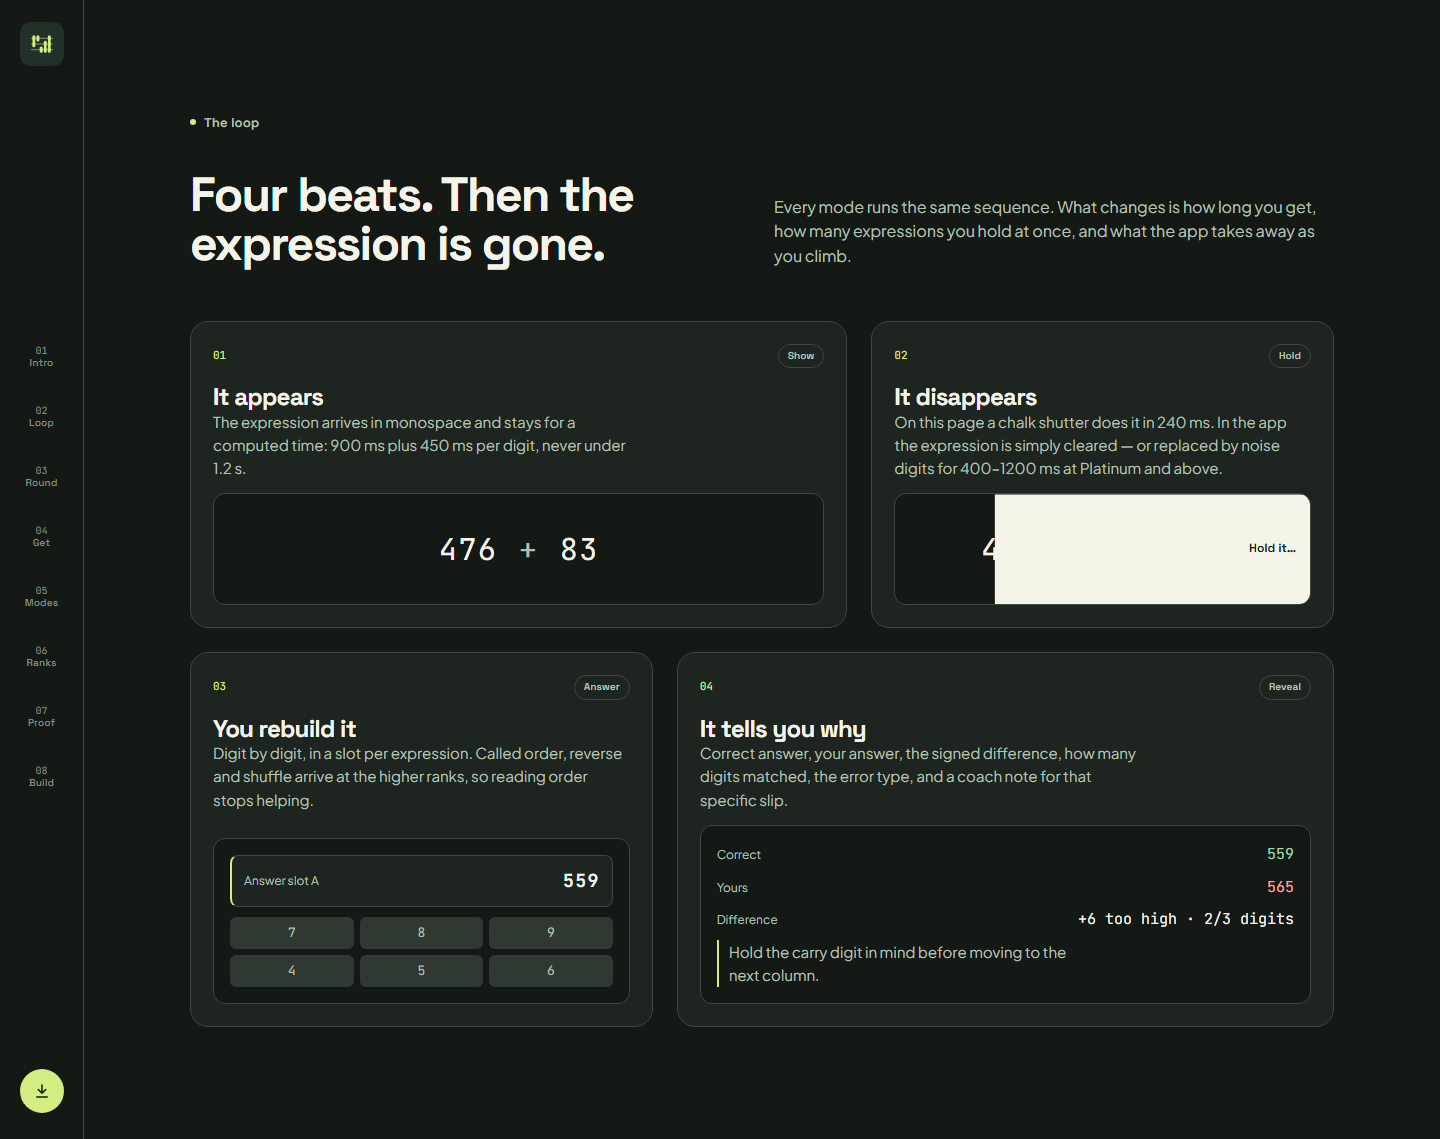 The loop
Four beats. Then the
expression is gone.
Every mode runs the same sequence. What changes is how long you get,
how many expressions you hold at once, and what the app takes away as
you climb.
01
Intro
02
Loop
03
Round
04
Get
05
Modes
06
Ranks
07
Proof
08
Build
01
Show
It appears
The expression arrives in monospace and stays for a
computed time: 900 ms plus 450 ms per digit, never under
1.2 s.
476 + 83
02
Hold
It disappears
On this page a chalk shutter does it in 240 ms. In the app
the expression is simply cleared — or replaced by noise
digits for 400–1200 ms at Platinum and above.
4
Hold it…
03
Answer
You rebuild it
Digit by digit, in a slot per expression. Called order, reverse
and shuffle arrive at the higher ranks, so reading order
stops helping.
Answer slot A 559
7 8 9
4 5 6
04
Reveal
It tells you why
Correct answer, your answer, the signed difference, how many
digits matched, the error type, and a coach note for that
specific slip.
Correct 559
Yours 565
Difference +6 too high · 2/3 digits
Hold the carry digit in mind before moving to the
next column.